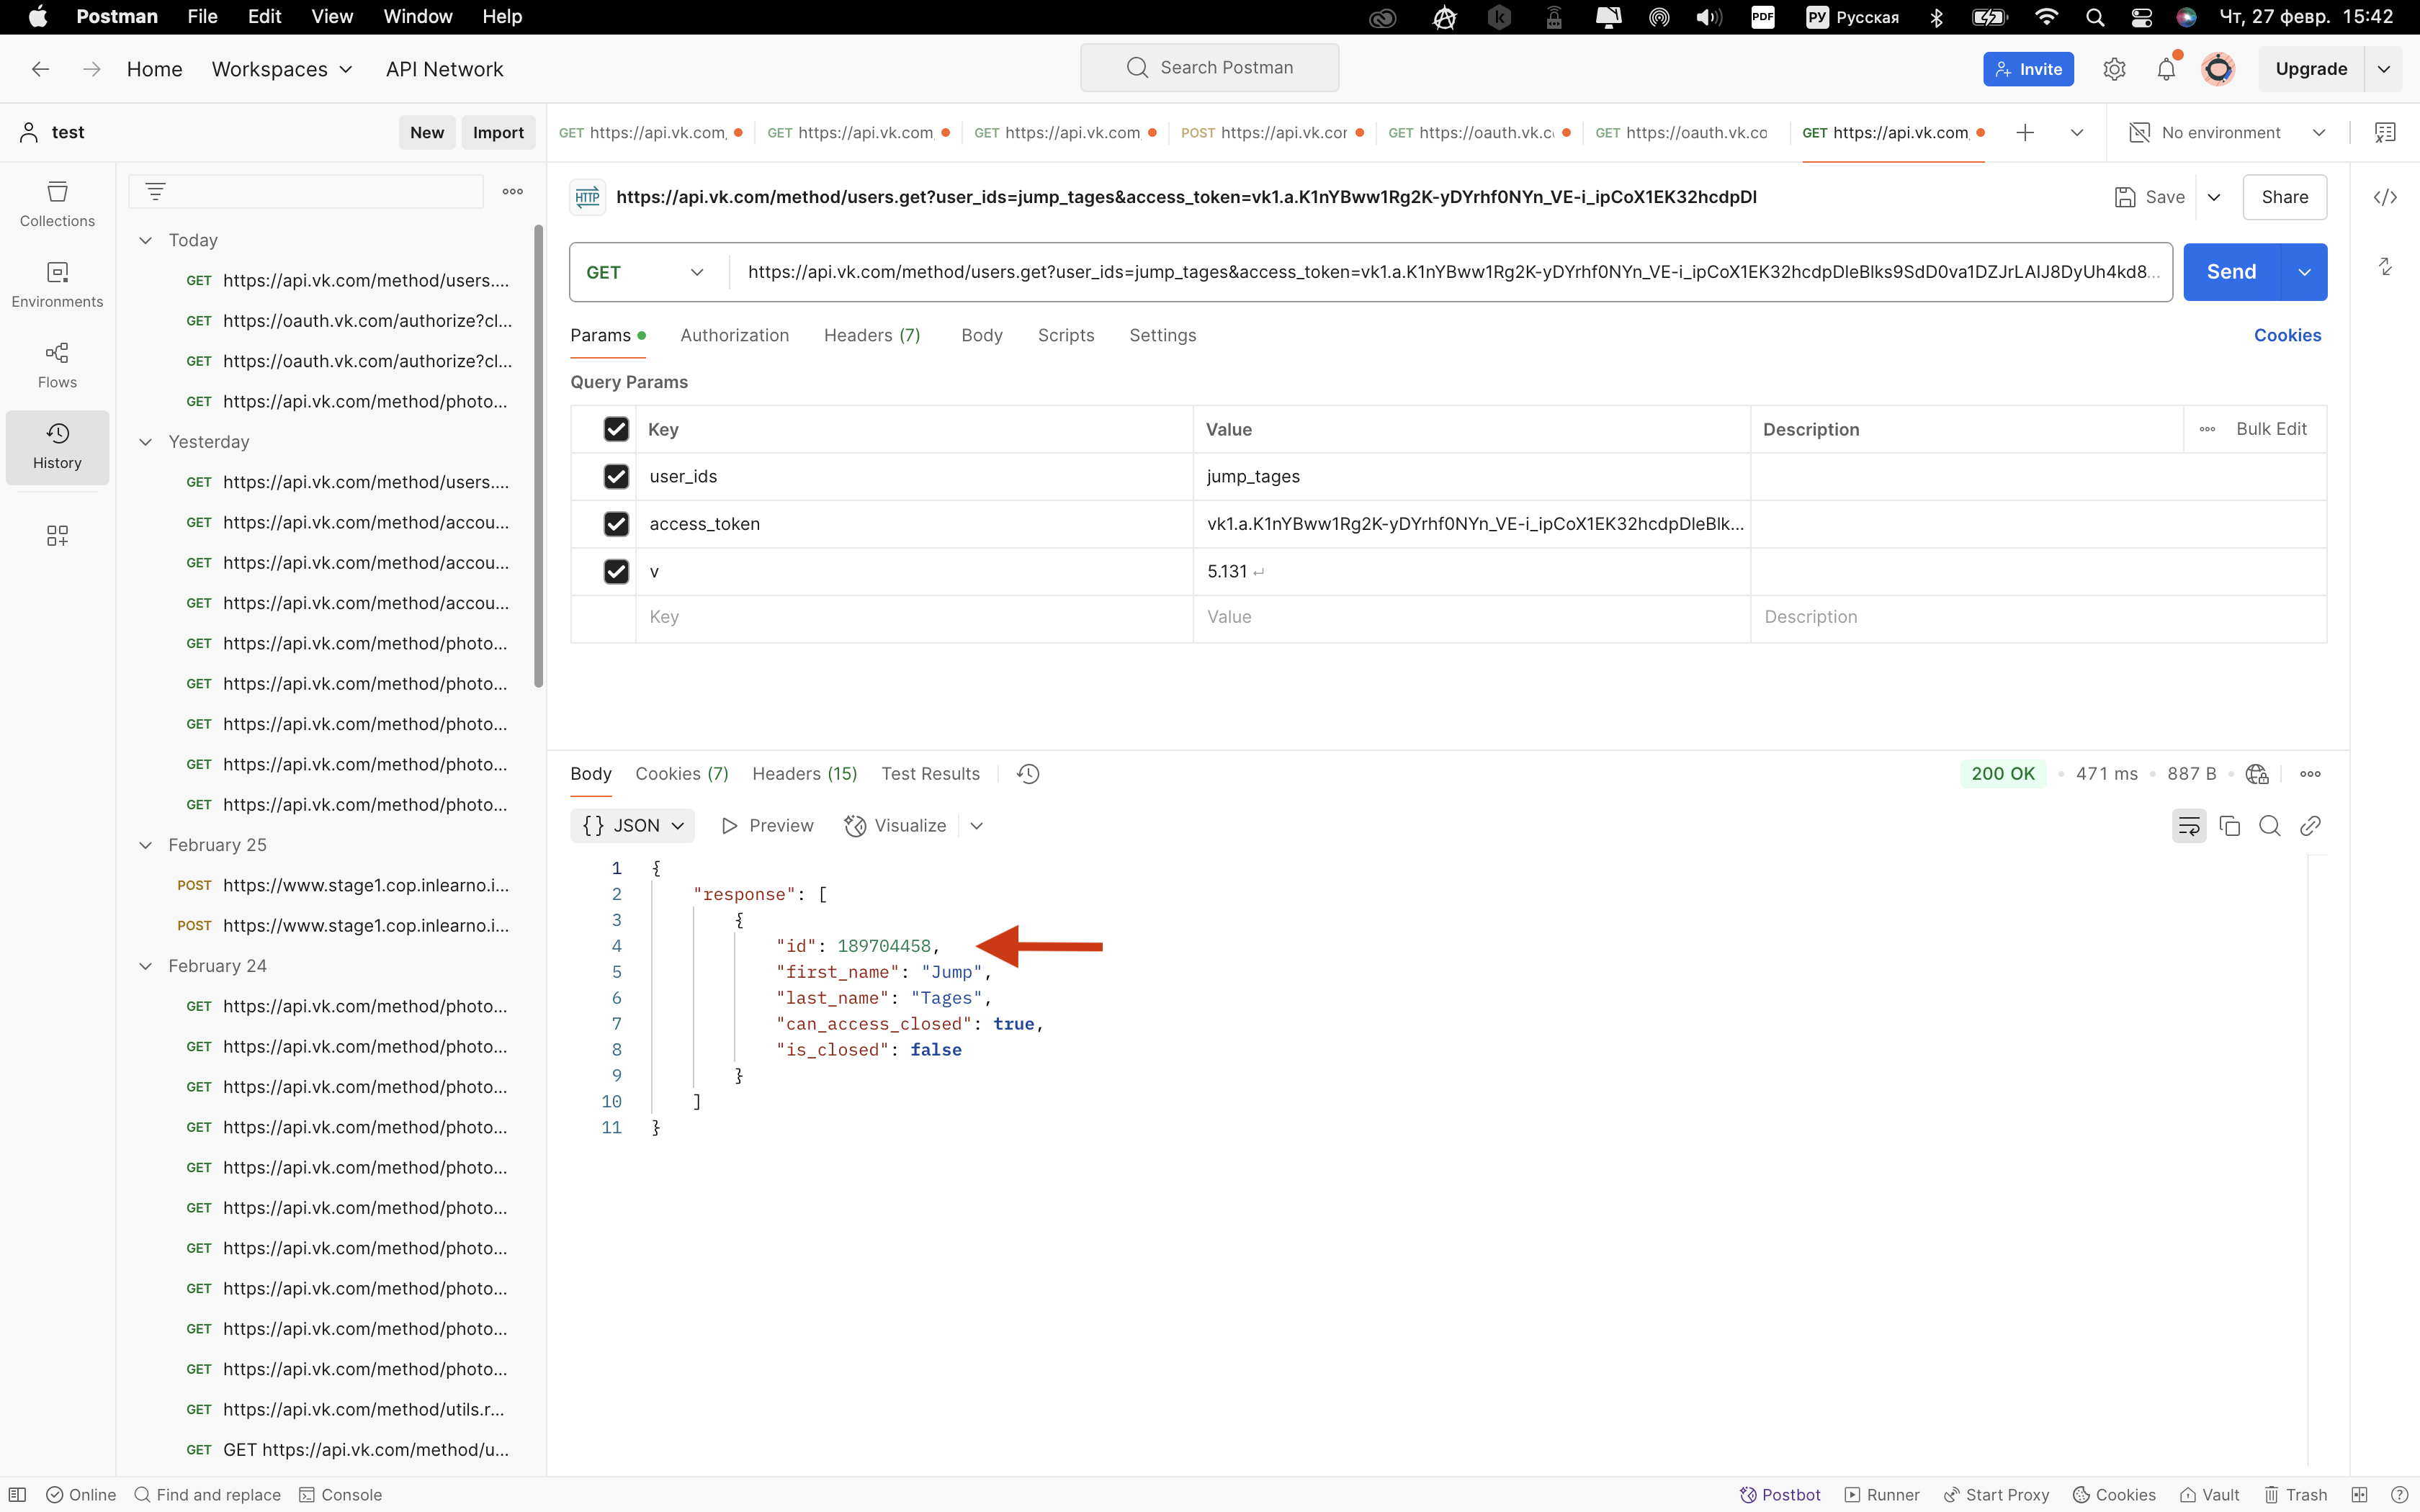 Postman File Edit View Window Help PDF РУ Русская Чт, 27 февр. 15:42
Home Workspaces API Network Search Postman Invite Upgrade
test New Import
GET https://api.vk.com, GET https://api.vk.com, GET https://api.vk.com, POST https://api.vk.cor GET https://oauth.vk.c GET https://oauth.vk.co GET https://api.vk.com, No environment
Collections
Environments
Flows
History
Today
GET https://api.vk.com/method/users....
GET https://oauth.vk.com/authorize?cl...
GET https://oauth.vk.com/authorize?cl...
GET https://api.vk.com/method/photo...
Yesterday
GET https://api.vk.com/method/users....
GET https://api.vk.com/method/accou...
GET https://api.vk.com/method/accou...
GET https://api.vk.com/method/accou...
GET https://api.vk.com/method/photo...
GET https://api.vk.com/method/photo...
GET https://api.vk.com/method/photo...
GET https://api.vk.com/method/photo...
GET https://api.vk.com/method/photo...
February 25
POST https://www.stage1.cop.inlearno.i...
POST https://www.stage1.cop.inlearno.i...
February 24
GET https://api.vk.com/method/photo...
GET https://api.vk.com/method/photo...
GET https://api.vk.com/method/photo...
GET https://api.vk.com/method/photo...
GET https://api.vk.com/method/photo...
GET https://api.vk.com/method/photo...
GET https://api.vk.com/method/photo...
GET https://api.vk.com/method/photo...
GET https://api.vk.com/method/photo...
GET https://api.vk.com/method/photo...
GET https://api.vk.com/method/utils.r...
GET GET https://api.vk.com/method/u...
HTTP https://api.vk.com/method/users.get?user_ids=jump_tages&access_token=vk1.a.K1nYBww1Rg2K-yDYrhf0NYn_VE-i_ipCoX1EK32hcdpDl Save Share
GET https://api.vk.com/method/users.get?user_ids=jump_tages&access_token=vk1.a.K1nYBww1Rg2K-yDYrhf0NYn_VE-i_ipCoX1EK32hcdpDleBlks9SdD0va1DZJrLAIJ8DyUh4kd8... Send
Params Authorization Headers (7) Body Scripts Settings Cookies
Query Params
Key Value Description Bulk Edit
user_ids jump_tages
access_token vk1.a.K1nYBww1Rg2K-yDYrhf0NYn_VE-i_ipCoX1EK32hcdpDleBlk...
v 5.131
Key Value Description
Body Cookies (7) Headers (15) Test Results 200 OK 471 ms 887 B
{} JSON Preview Visualize
1 {
2 "response": [
3 {
4 "id": 189704458,
5 "first_name": "Jump",
6 "last_name": "Tages",
7 "can_access_closed": true,
8 "is_closed": false
9 }
10 ]
11 }
Online Find and replace Console Postbot Runner Start Proxy Cookies Vault Trash